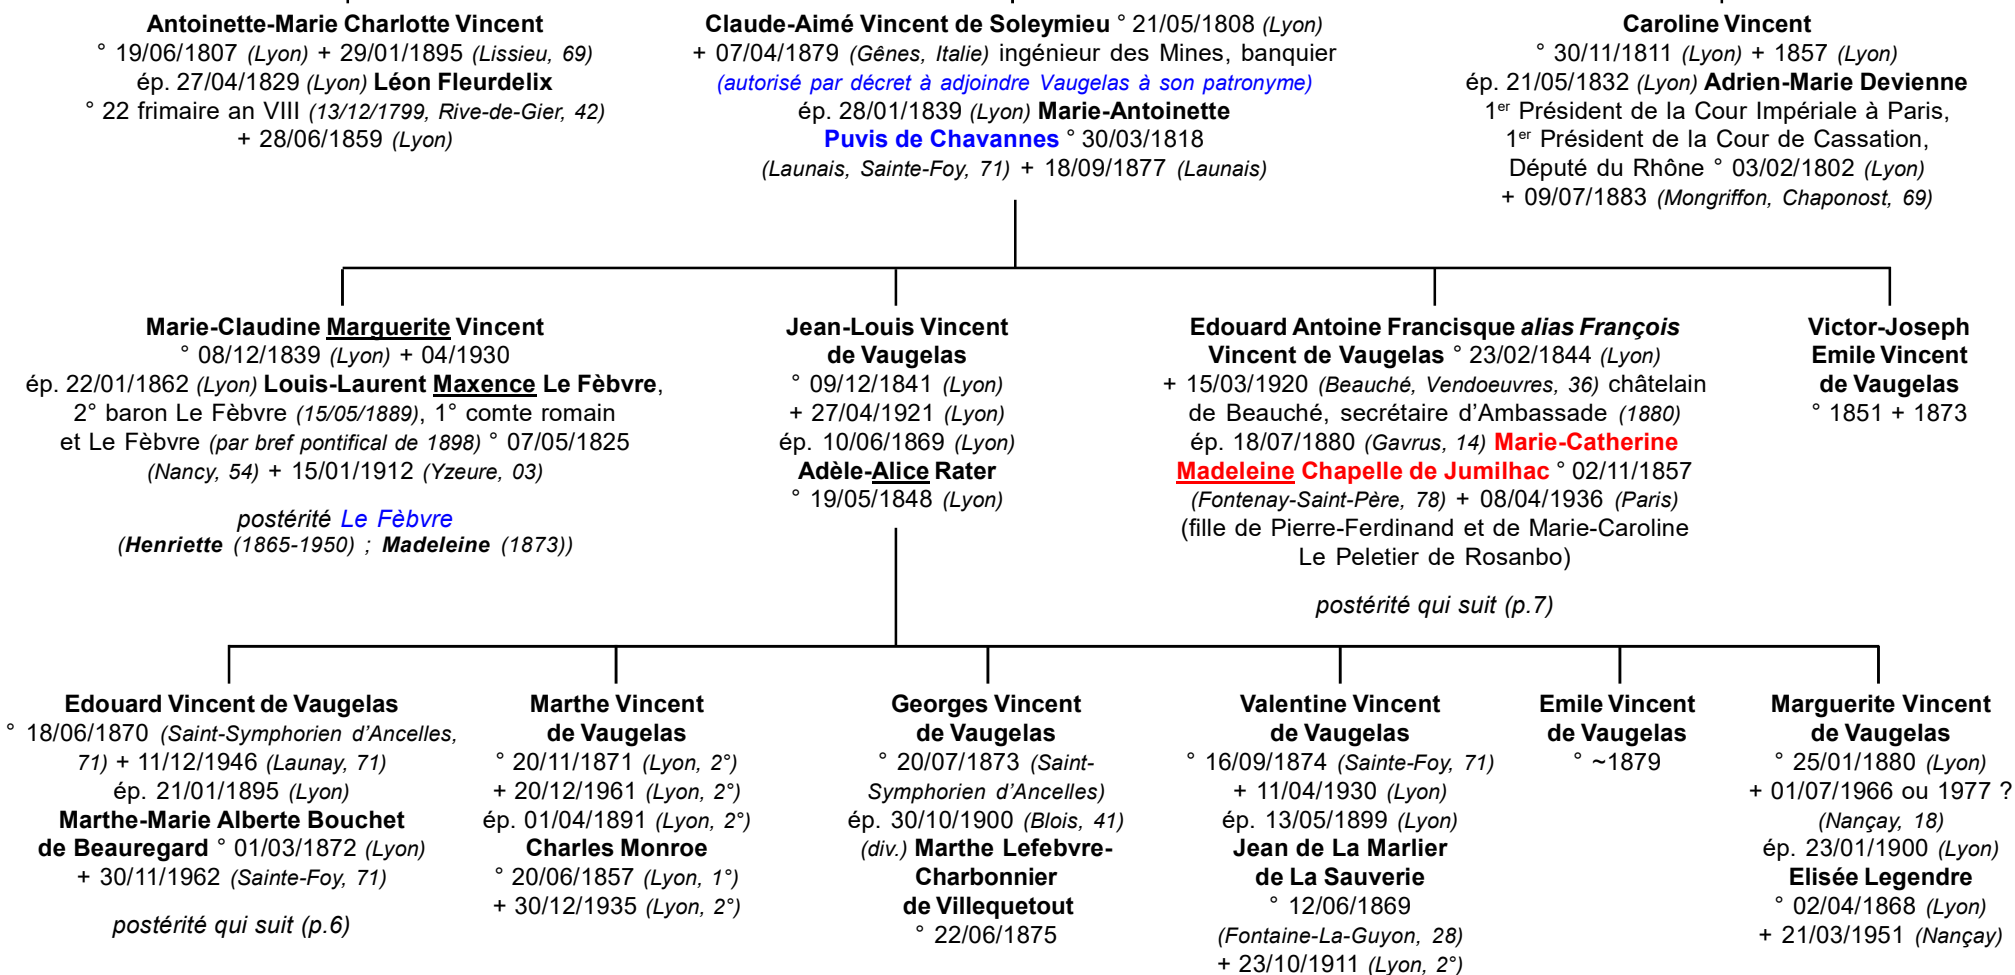 Antoinette-Marie Charlotte Vincent
° 19/06/1807 (Lyon) + 29/01/1895 (Lissieu, 69)
ép. 27/04/1829 (Lyon) Léon Fleurdelix
° 22 frimaire an VIII (13/12/1799, Rive-de-Gier, 42)
+ 28/06/1859 (Lyon)
Claude-Aimé Vincent de Soleymieu ° 21/05/1808 (Lyon)
+ 07/04/1879 (Gênes, Italie) ingénieur des Mines, banquier
(autorisé par décret à adjoindre Vaugelas à son patronyme)
ép. 28/01/1839 (Lyon) Marie-Antoinette
Puvis de Chavannes ° 30/03/1818
(Launais, Sainte-Foy, 71) + 18/09/1877 (Launais)
Caroline Vincent
° 30/11/1811 (Lyon) + 1857 (Lyon)
ép. 21/05/1832 (Lyon) Adrien-Marie Devienne
1er Président de la Cour Impériale à Paris,
1er Président de la Cour de Cassation,
Député du Rhône ° 03/02/1802 (Lyon)
+ 09/07/1883 (Mongriffon, Chaponost, 69)
Marie-Claudine Marguerite Vincent
° 08/12/1839 (Lyon) + 04/1930
ép. 22/01/1862 (Lyon) Louis-Laurent Maxence Le Fèbvre,
2° baron Le Fèbvre (15/05/1889), 1° comte romain
et Le Fèbvre (par bref pontifical de 1898) ° 07/05/1825
(Nancy, 54) + 15/01/1912 (Yzeure, 03)
postérité Le Fèbvre
(Henriette (1865-1950) ; Madeleine (1873))
Jean-Louis Vincent
de Vaugelas
° 09/12/1841 (Lyon)
+ 27/04/1921 (Lyon)
ép. 10/06/1869 (Lyon)
Adèle-Alice Rater
° 19/05/1848 (Lyon)
Edouard Antoine Francisque alias François
Vincent de Vaugelas ° 23/02/1844 (Lyon)
+ 15/03/1920 (Beauché, Vendoeuvres, 36) châtelain
de Beauché, secrétaire d'Ambassade (1880)
ép. 18/07/1880 (Gavrus, 14) Marie-Catherine
Madeleine Chapelle de Jumilhac ° 02/11/1857
(Fontenay-Saint-Père, 78) + 08/04/1936 (Paris)
(fille de Pierre-Ferdinand et de Marie-Caroline
Le Peletier de Rosanbo)
postérité qui suit (p.7)
Victor-Joseph
Emile Vincent
de Vaugelas
° 1851 + 1873
Edouard Vincent de Vaugelas
° 18/06/1870 (Saint-Symphorien d'Ancelles,
71) + 11/12/1946 (Launay, 71)
ép. 21/01/1895 (Lyon)
Marthe-Marie Alberte Bouchet
de Beauregard ° 01/03/1872 (Lyon)
+ 30/11/1962 (Sainte-Foy, 71)
postérité qui suit (p.6)
Marthe Vincent
de Vaugelas
° 20/11/1871 (Lyon, 2°)
+ 20/12/1961 (Lyon, 2°)
ép. 01/04/1891 (Lyon, 2°)
Charles Monroe
° 20/06/1857 (Lyon, 1°)
+ 30/12/1935 (Lyon, 2°)
Georges Vincent
de Vaugelas
° 20/07/1873 (Saint-
Symphorien d'Ancelles)
ép. 30/10/1900 (Blois, 41)
(div.) Marthe Lefebvre-
Charbonnier
de Villequetout
° 22/06/1875
Valentine Vincent
de Vaugelas
° 16/09/1874 (Sainte-Foy, 71)
+ 11/04/1930 (Lyon)
ép. 13/05/1899 (Lyon)
Jean de La Marlier
de La Sauverie
° 12/06/1869
(Fontaine-La-Guyon, 28)
+ 23/10/1911 (Lyon, 2°)
Emile Vincent
de Vaugelas
° ~1879
Marguerite Vincent
de Vaugelas
° 25/01/1880 (Lyon)
+ 01/07/1966 ou 1977 ?
(Nançay, 18)
ép. 23/01/1900 (Lyon)
Elisée Legendre
° 02/04/1868 (Lyon)
+ 21/03/1951 (Nançay)